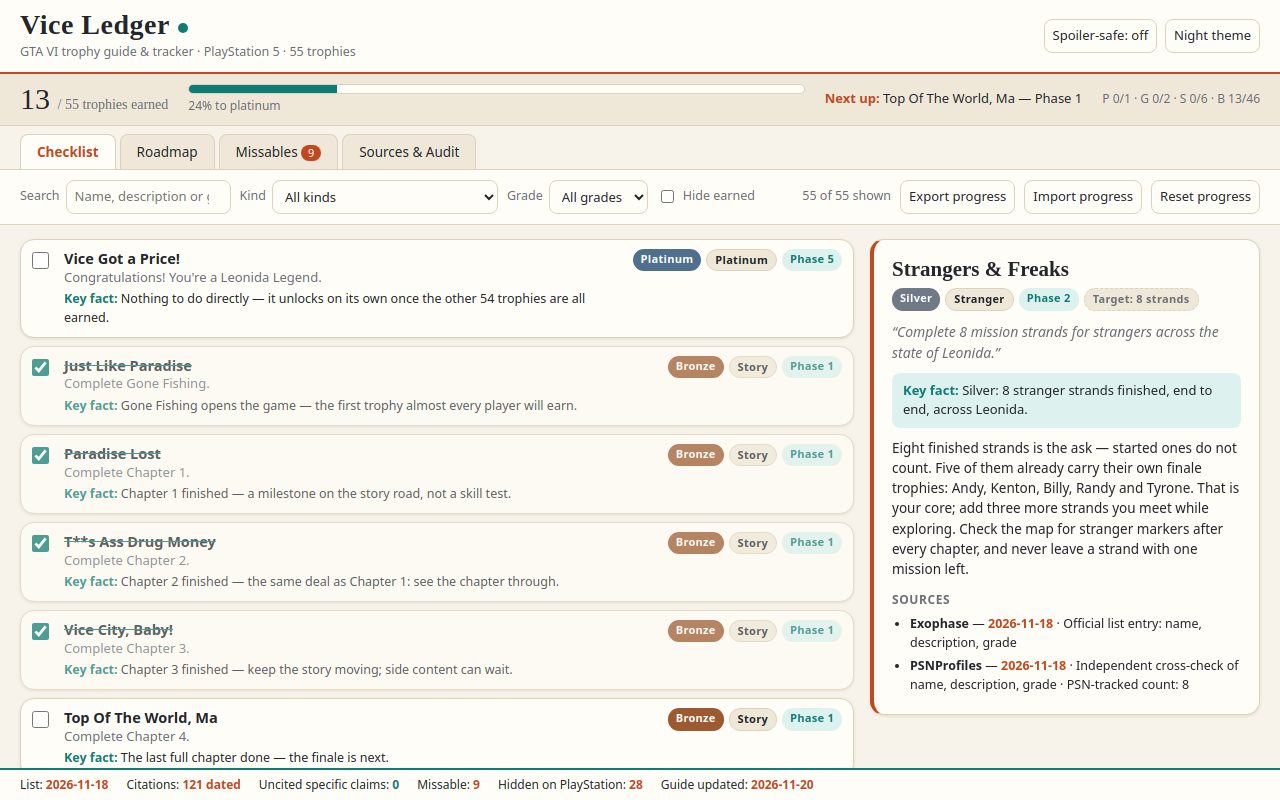 Vice Ledger
GTA VI trophy guide & tracker · PlayStation 5 · 55 trophies
Spoiler-safe: off
Night theme
13 / 55 trophies earned
24% to platinum
Next up: Top Of The World, Ma — Phase 1
P 0/1 · G 0/2 · S 0/6 · B 13/46
Checklist
Roadmap
Missables 9
Sources & Audit
Search
Name, description or g
Kind
All kinds
Grade
All grades
Hide earned
55 of 55 shown
Export progress
Import progress
Reset progress
Vice Got a Price!
Platinum
Platinum
Phase 5
Congratulations! You're a Leonida Legend.
Key fact: Nothing to do directly — it unlocks on its own once the other 54 trophies are all
earned.
Just Like Paradise
Bronze
Story
Phase 1
Complete Gone Fishing.
Key fact: Gone Fishing opens the game — the first trophy almost every player will earn.
Paradise Lost
Bronze
Story
Phase 1
Complete Chapter 1.
Key fact: Chapter 1 finished — a milestone on the story road, not a skill test.
T**s Ass Drug Money
Bronze
Story
Phase 1
Complete Chapter 2.
Key fact: Chapter 2 finished — the same deal as Chapter 1: see the chapter through.
Vice City, Baby!
Bronze
Story
Phase 1
Complete Chapter 3.
Key fact: Chapter 3 finished — keep the story moving; side content can wait.
Top Of The World, Ma
Bronze
Story
Phase 1
Complete Chapter 4.
Key fact: The last full chapter done — the finale is next.
Strangers & Freaks
Silver
Stranger
Phase 2
Target: 8 strands
“Complete 8 mission strands for strangers across the
state of Leonida.”
Key fact: Silver: 8 stranger strands finished, end to
end, across Leonida.
Eight finished strands is the ask — started ones do not
count. Five of them already carry their own finale
trophies: Andy, Kenton, Billy, Randy and Tyrone. That is
your core; add three more strands you meet while
exploring. Check the map for stranger markers after
every chapter, and never leave a strand with one
mission left.
SOURCES
• Exophase — 2026-11-18 · Official list entry: name,
description, grade
• PSNProfiles — 2026-11-18 · Independent cross-check of
name, description, grade · PSN-tracked count: 8
List: 2026-11-18
Citations: 121 dated
Uncited specific claims: 0
Missable: 9
Hidden on PlayStation: 28
Guide updated: 2026-11-20